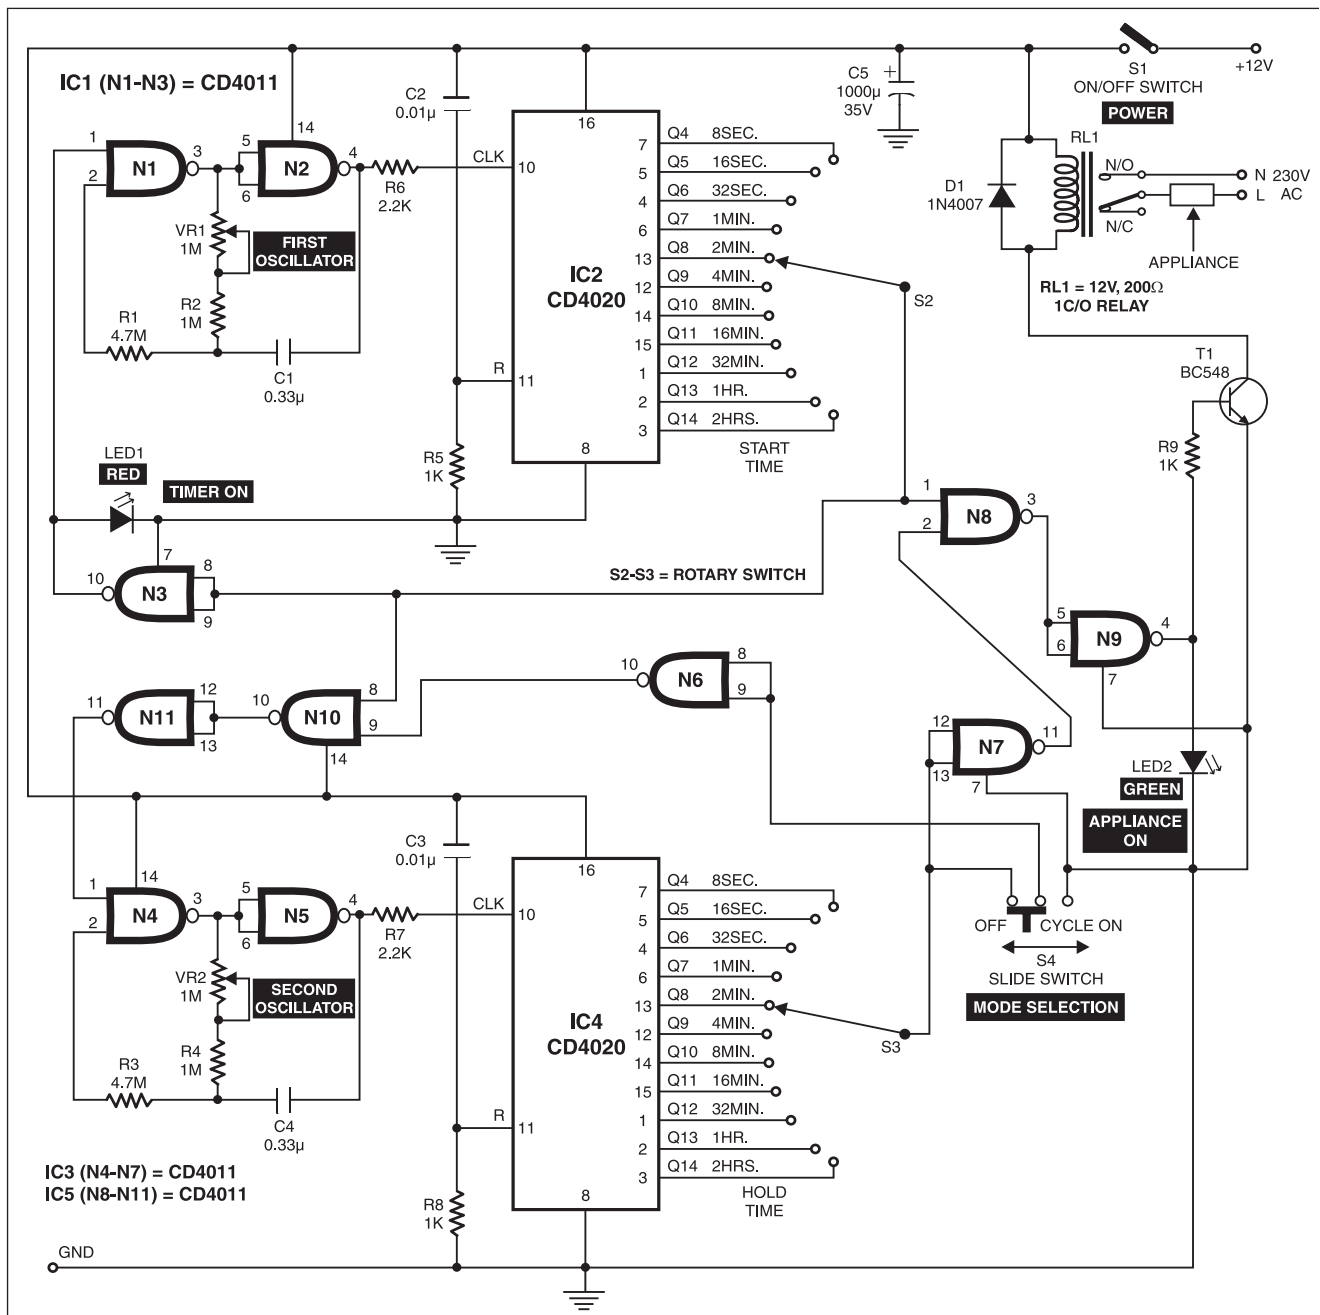 IC1 (N1-N3) = CD4011
1
2
N1
3
5
6
N2
14
4
R6
2.2K
VR1
1M
FIRST
OSCILLATOR
R2
1M
R1
4.7M
C1
0.33µ
C2
0.01µ
CLK
10
R
11
R5
1K
16
IC2
CD4020
8
7
Q4
8SEC.
5
Q5
16SEC.
4
Q6
32SEC.
6
Q7
1MIN.
13
Q8
2MIN.
12
Q9
4MIN.
14
Q10
8MIN.
15
Q11
16MIN.
1
Q12
32MIN.
2
Q13
1HR.
3
Q14
2HRS.
START
TIME
S2
C5
1000µ
35V
+
S1
ON/OFF SWITCH
POWER
+12V
RL1
D1
1N4007
N/O
N/C
N 230V
L AC
APPLIANCE
RL1 = 12V, 200Ω
1C/O RELAY
T1
BC548
R9
1K
LED1
RED
TIMER ON
7
10
N3
8
9
S2-S3 = ROTARY SWITCH
1
2
N8
3
5
6
N9
4
7
11
N11
12
13
10
N10
8
9
14
10
N6
8
9
12
13
N7
11
7
LED2
GREEN
APPLIANCE
ON
OFF
CYCLE ON
S4
SLIDE SWITCH
MODE SELECTION
1
2
N4
14
3
5
6
N5
4
R7
2.2K
VR2
1M
SECOND
OSCILLATOR
R4
1M
R3
4.7M
C4
0.33µ
C3
0.01µ
CLK
10
R
11
R8
1K
16
IC4
CD4020
8
7
Q4
8SEC.
5
Q5
16SEC.
4
Q6
32SEC.
6
Q7
1MIN.
13
Q8
2MIN.
12
Q9
4MIN.
14
Q10
8MIN.
15
Q11
16MIN.
1
Q12
32MIN.
2
Q13
1HR.
3
Q14
2HRS.
HOLD
TIME
S3
IC3 (N4-N7) = CD4011
IC5 (N8-N11) = CD4011
GND